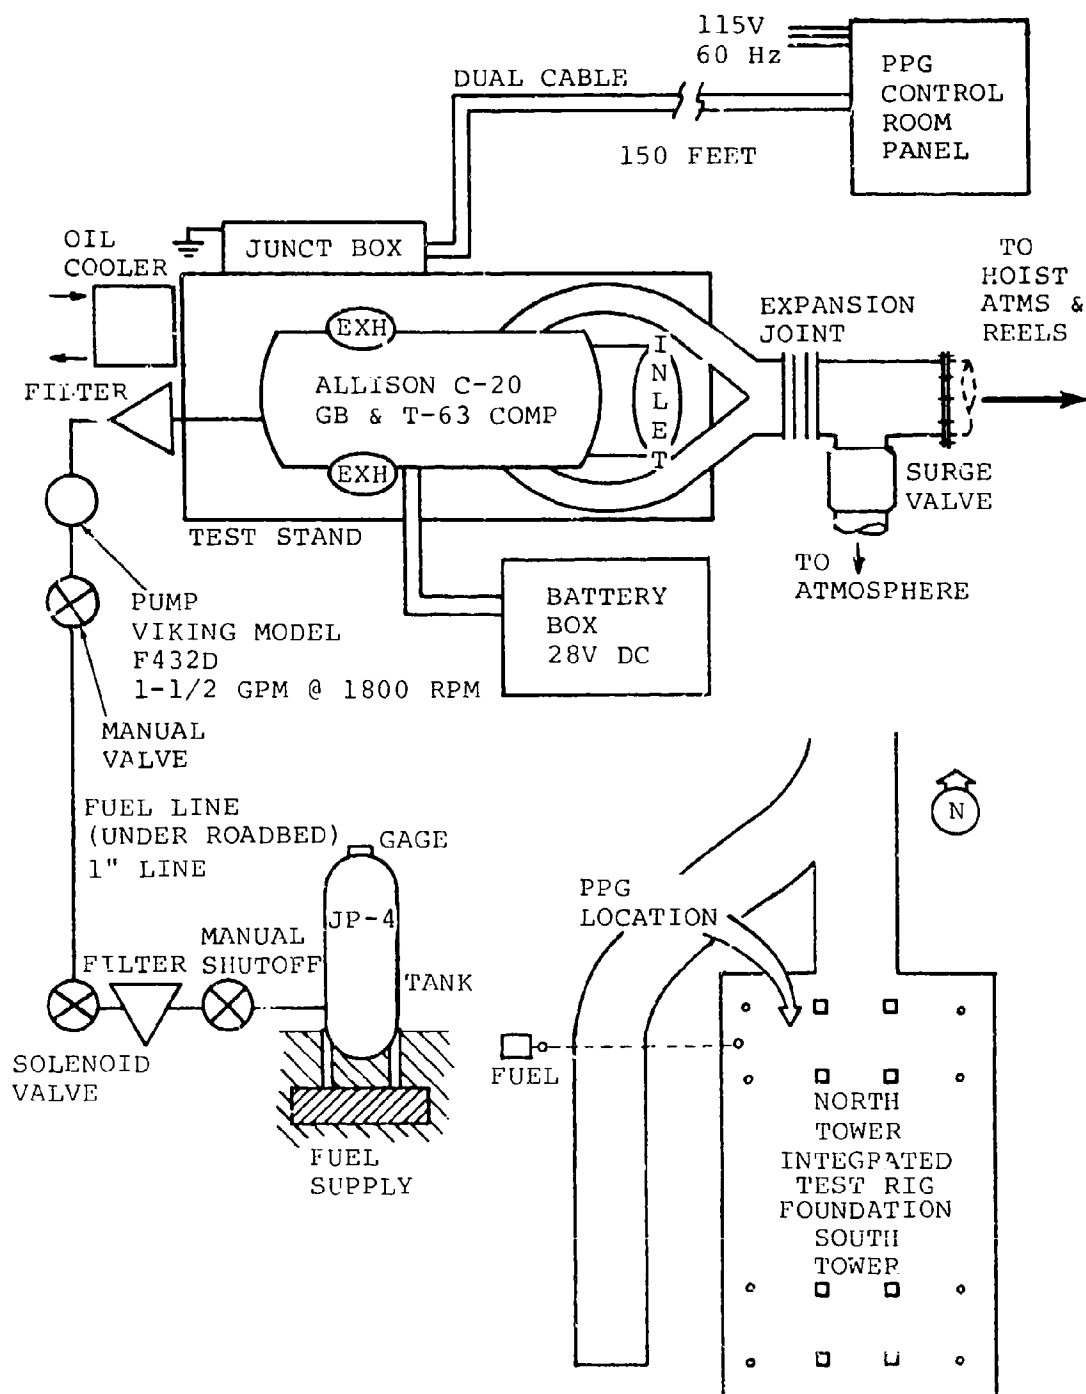 115V
60 Hz
PPG
CONTROL
ROOM
PANEL
DUAL CABLE
150 FEET
JUNCT BOX
OIL
COOLER
TO
HOIST
ATMS &
REELS
EXPANSION
JOINT
EXH
ALLISON C-20
GB & T-63 COMP
EXH
INLET
FILTER
SURGE
VALVE
TEST STAND
TO
ATMOSPHERE
BATTERY
BOX
28V DC
PUMP
VIKING MODEL
F432D
1-1/2 GPM @ 1800 RPM
MANUAL
VALVE
FUEL LINE
(UNDER ROADBED)
1" LINE
GAGE
JP-4
TANK
MANUAL
SHUTOFF
FILTER
SOLENOID
VALVE
FUEL
SUPPLY
N
PPG
LOCATION
FUEL
NORTH
TOWER
INTEGRATED
TEST RIG
FOUNDATION
SOUTH
TOWER